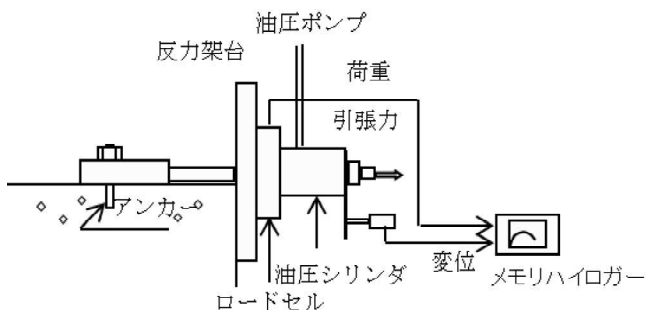 油圧ポンプ
反力架台
荷重
引張力
アンカー
変位
油圧シリンダ
メモリハイロガー
ロードセル